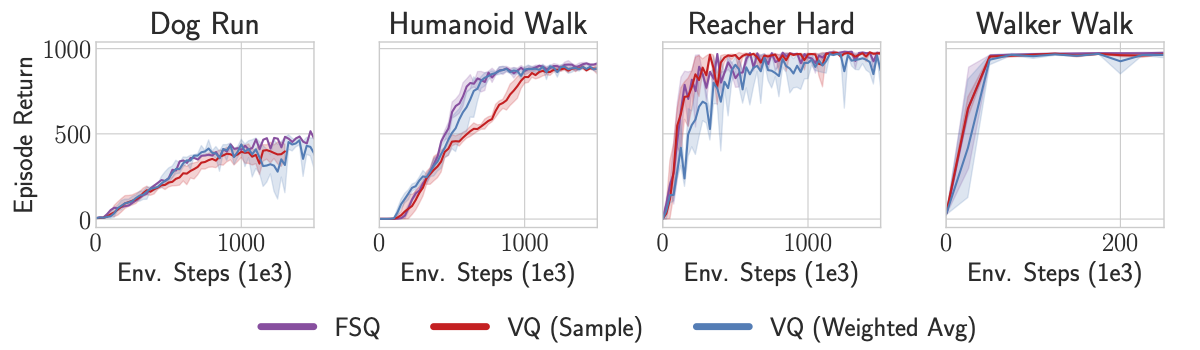 Dog Run
Humanoid Walk
Reacher Hard
Walker Walk
Episode Return
1000
500
0
0
1000
0
1000
0
1000
0
200
Env. Steps (1e3)
Env. Steps (1e3)
Env. Steps (1e3)
Env. Steps (1e3)
FSQ
VQ (Sample)
VQ (Weighted Avg)